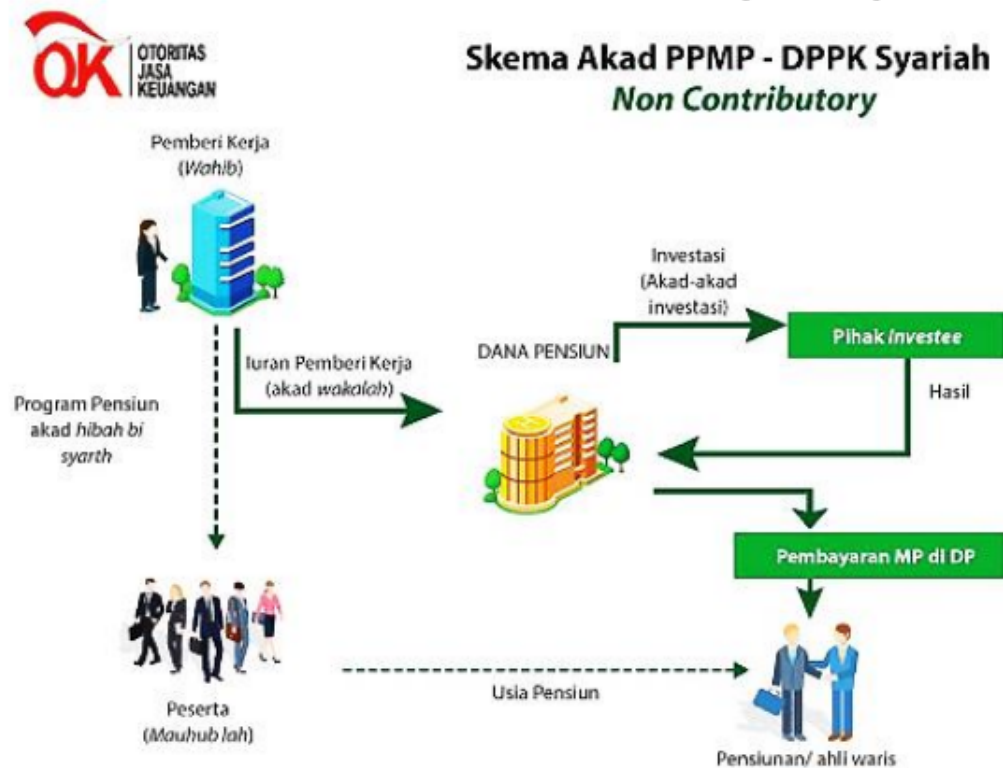 OJK
OTORITAS
JASA
KEUANGAN
Skema Akad PPMP - DPPK Syariah
Non Contributory
Pemberi Kerja
(Wahib)
Investasi
(Akad-akad
investasi)
Pihak Investee
DANA PENSIUN
Iuran Pemberi Kerja
(akad wakalah)
Hasil
Program Pensiun
akad hibah bi
syarth
Pembayaran MP di DP
Usia Pensiun
Peserta
(Mauhub lah)
Pensiunan/ ahli waris